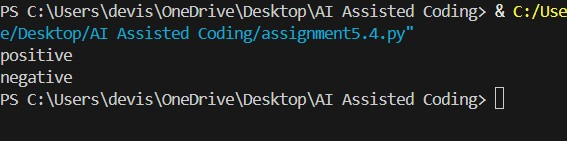 PS C:\Users\devis\OneDrive\Desktop\AI Assisted Coding> & C:/Use
e/Desktop/AI Assisted Coding/assignment5.4.py"
positive
negative
PS C:\Users\devis\OneDrive\Desktop\AI Assisted Coding>